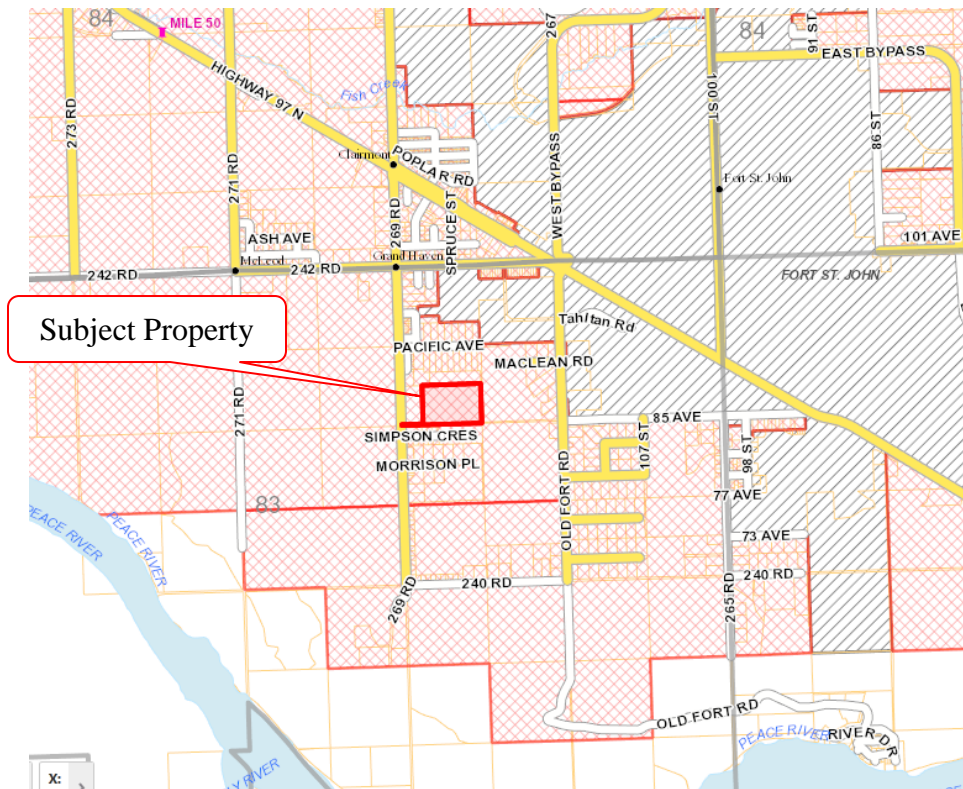 84
MILE 50
267
84
91 ST
EAST BYPASS
HIGHWAY 97 N
Fish Creek
100 ST
273 RD
271 RD
86 ST
Clairmont
POPLAR RD
WEST BYPASS
Fort St. John
269 RD
SPRUCE ST
ASH AVE
101 AVE
McLeod
Grand Haven
242 RD
242 RD
FORT ST. JOHN
Subject Property
Tahltan Rd
PACIFIC AVE
MACLEAN RD
271 RD
85 AVE
SIMPSON CRES
107 ST
98 ST
MORRISON PL
OLD FORT RD
77 AVE
83
PEACE RIVER
PEACE RIVER
73 AVE
240 RD
240 RD
269 RD
265 RD
OLD FORT RD
PEACE RIVER
RIVER DR
RIVER
X: